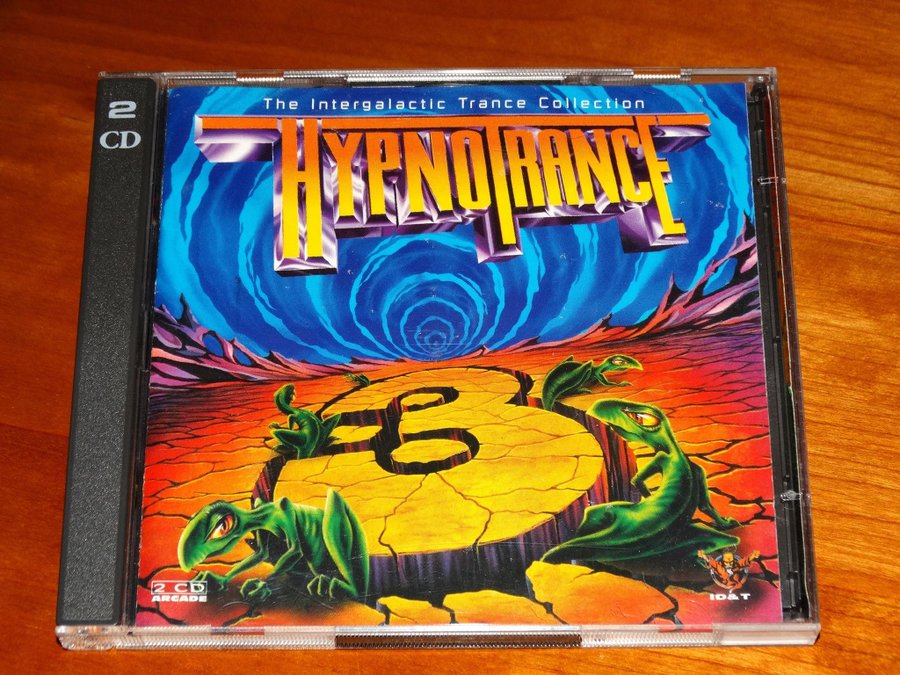 2
CD
The Intergalactic Trance Collection
HYPNOTRANCE
3
2 CD
ARCADE
ID&T